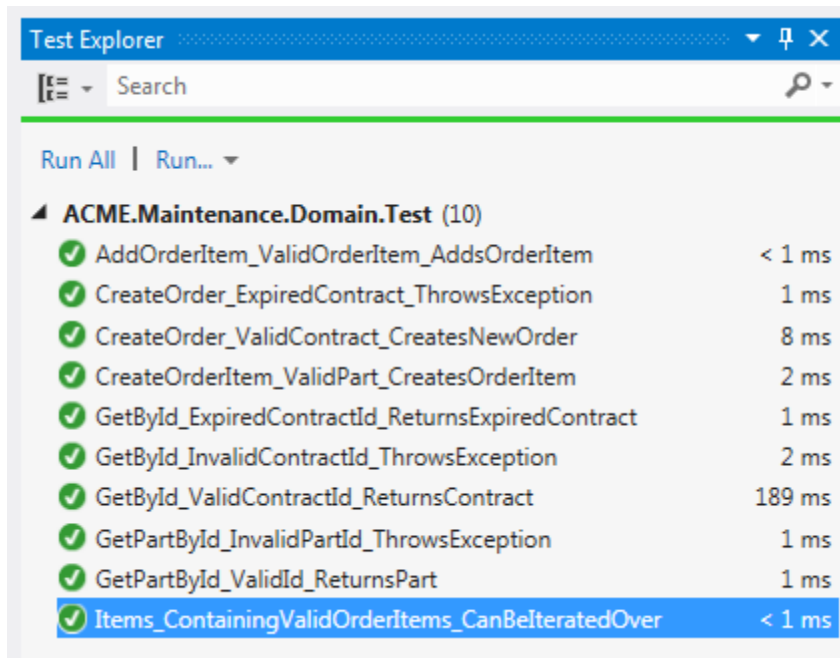 Test Explorer
Search
Run All | Run...
ACME.Maintenance.Domain.Test (10)
AddOrderItem_ValidOrderItem_AddsOrderItem < 1 ms
CreateOrder_ExpiredContract_ThrowsException 1 ms
CreateOrder_ValidContract_CreatesNewOrder 8 ms
CreateOrderItem_ValidPart_CreatesOrderItem 2 ms
GetById_ExpiredContractId_ReturnsExpiredContract 1 ms
GetById_InvalidContractId_ThrowsException 2 ms
GetById_ValidContractId_ReturnsContract 189 ms
GetPartById_InvalidPartId_ThrowsException 1 ms
GetPartById_ValidId_ReturnsPart 1 ms
Items_ContainingValidOrderItems_CanBeIteratedOver < 1 ms